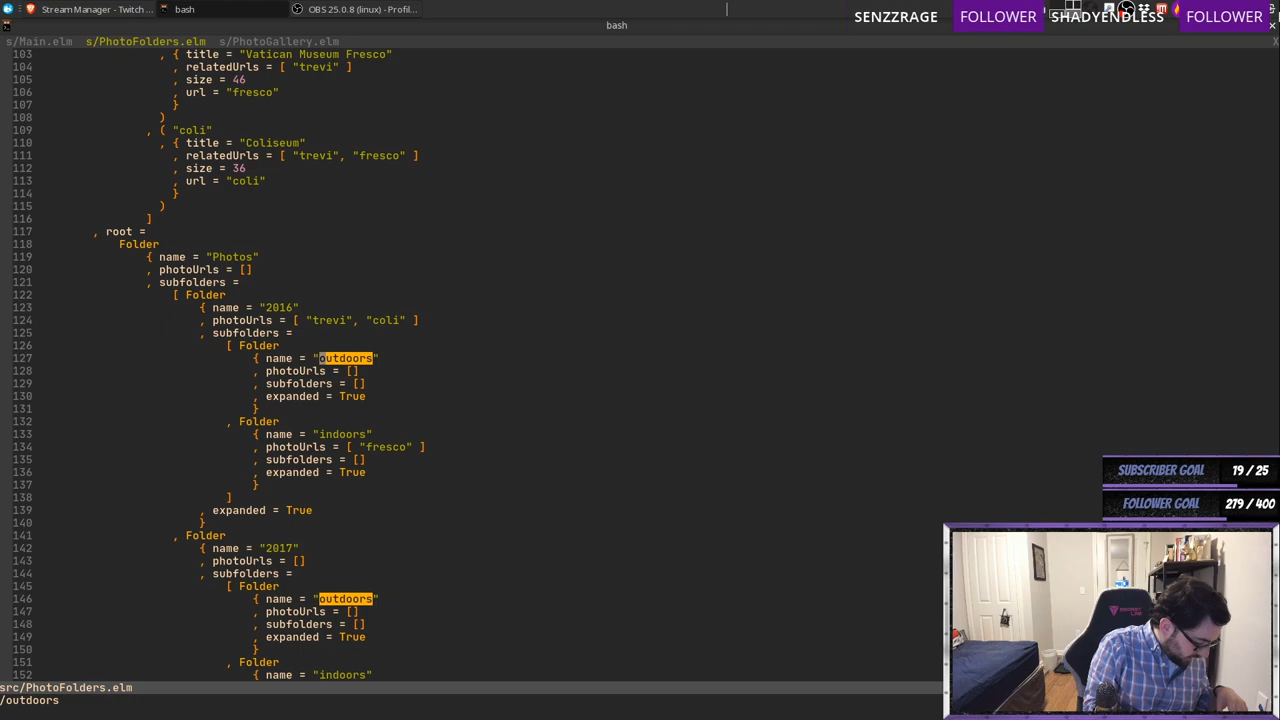 Stream Manager - Twitch ...
bash
OBS 25.0.8 (linux) - Profil...
SENZZRAGE FOLLOWER SHADYENDLESS FOLLOWER
bash
s/Main.elm s/PhotoFolders.elm s/PhotoGallery.elm X
103 , { title = "Vatican Museum Fresco"
104 , relatedUrls = [ "trevi" ]
105 , size = 46
106 , url = "fresco"
107 }
108 )
109 , ( "coli"
110 , { title = "Coliseum"
111 , relatedUrls = [ "trevi", "fresco" ]
112 , size = 36
113 , url = "coli"
114 }
115 )
116 ]
117 , root =
118 Folder
119 { name = "Photos"
120 , photoUrls = []
121 , subfolders =
122 [ Folder
123 { name = "2016"
124 , photoUrls = [ "trevi", "coli" ]
125 , subfolders =
126 [ Folder
127 { name = "outdoors"
128 , photoUrls = []
129 , subfolders = []
130 , expanded = True
131 }
132 , Folder
133 { name = "indoors"
134 , photoUrls = [ "fresco" ]
135 , subfolders = []
136 , expanded = True
137 }
138 ]
139 , expanded = True
140 }
141 , Folder
142 { name = "2017"
143 , photoUrls = []
144 , subfolders =
145 [ Folder
146 { name = "outdoors"
147 , photoUrls = []
148 , subfolders = []
149 , expanded = True
150 }
151 , Folder
152 { name = "indoors"
src/PhotoFolders.elm
/outdoors
SUBSCRIBER GOAL 19 / 25
FOLLOWER GOAL 279 / 400